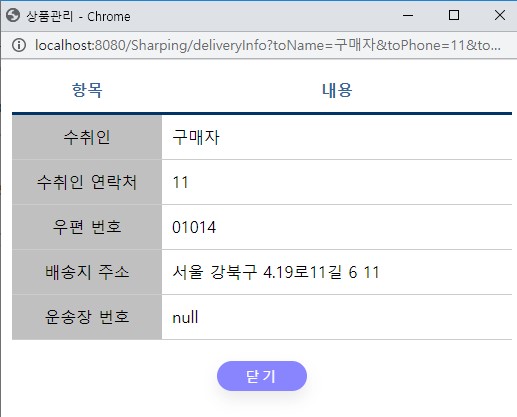 상품관리 - Chrome
localhost:8080/Sharping/deliveryInfo?toName=구매자&toPhone=11&to...
항목 내용
수취인 구매자
수취인 연락처 11
우편 번호 01014
배송지 주소 서울 강북구 4.19로11길 6 11
운송장 번호 null
닫기